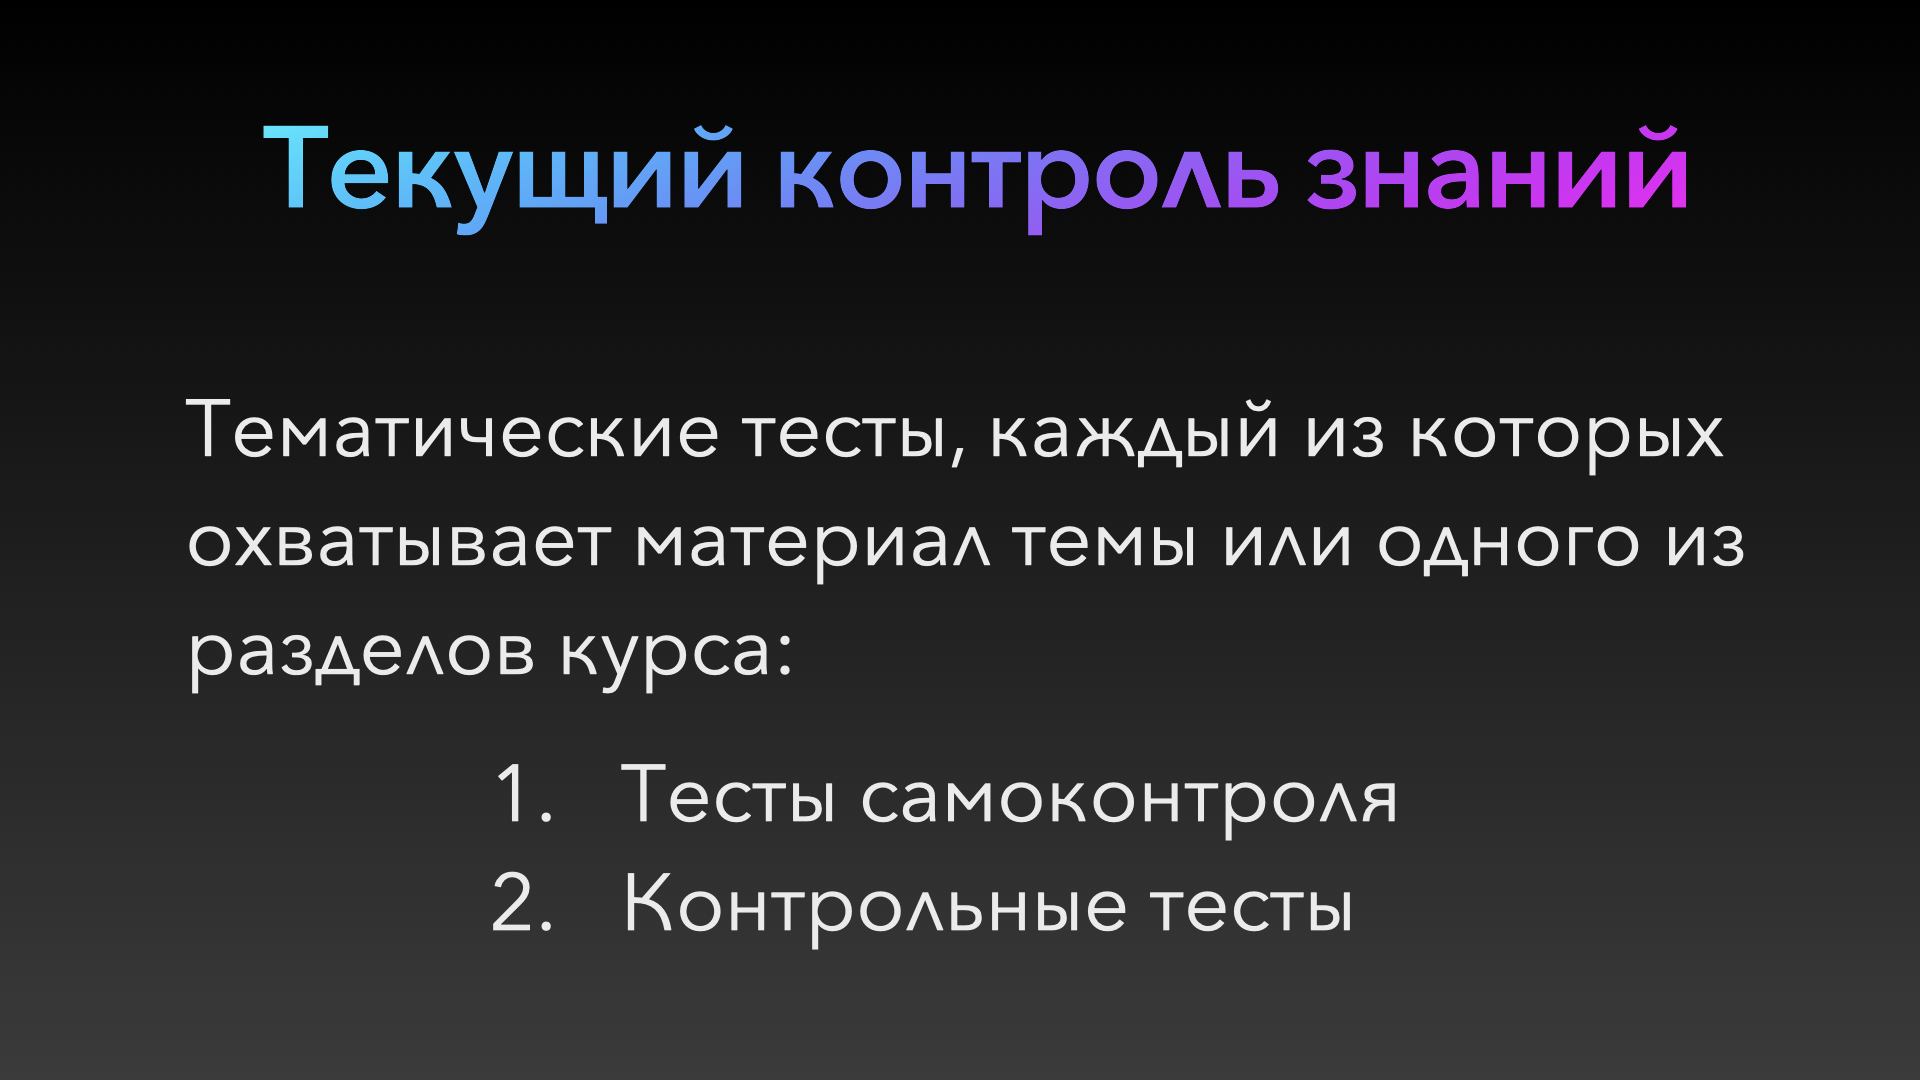 Текущий контроль знаний
Тематические тесты, каждый из которых
охватывает материал темы или одного из
разделов курса:
1. Тесты самоконтроля
2. Контрольные тесты